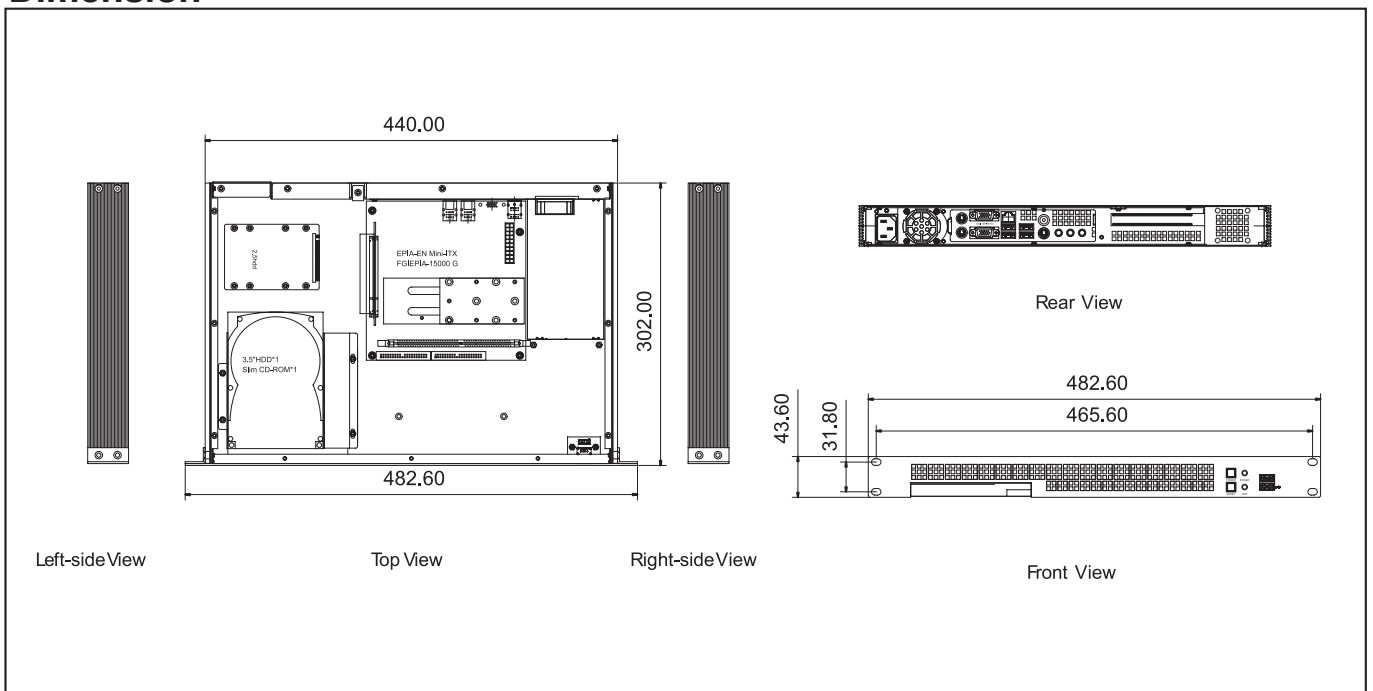 Dimension
440.00
2.5hdd
EPIA-EN Mini-ITX
FGIEPIA-15000 G
302.00
3.5"HDD*1
Slim CD-ROM*1
482.60
Left-side View
Top View
Right-side View
Rear View
482.60
465.60
43.60
31.80
Front View